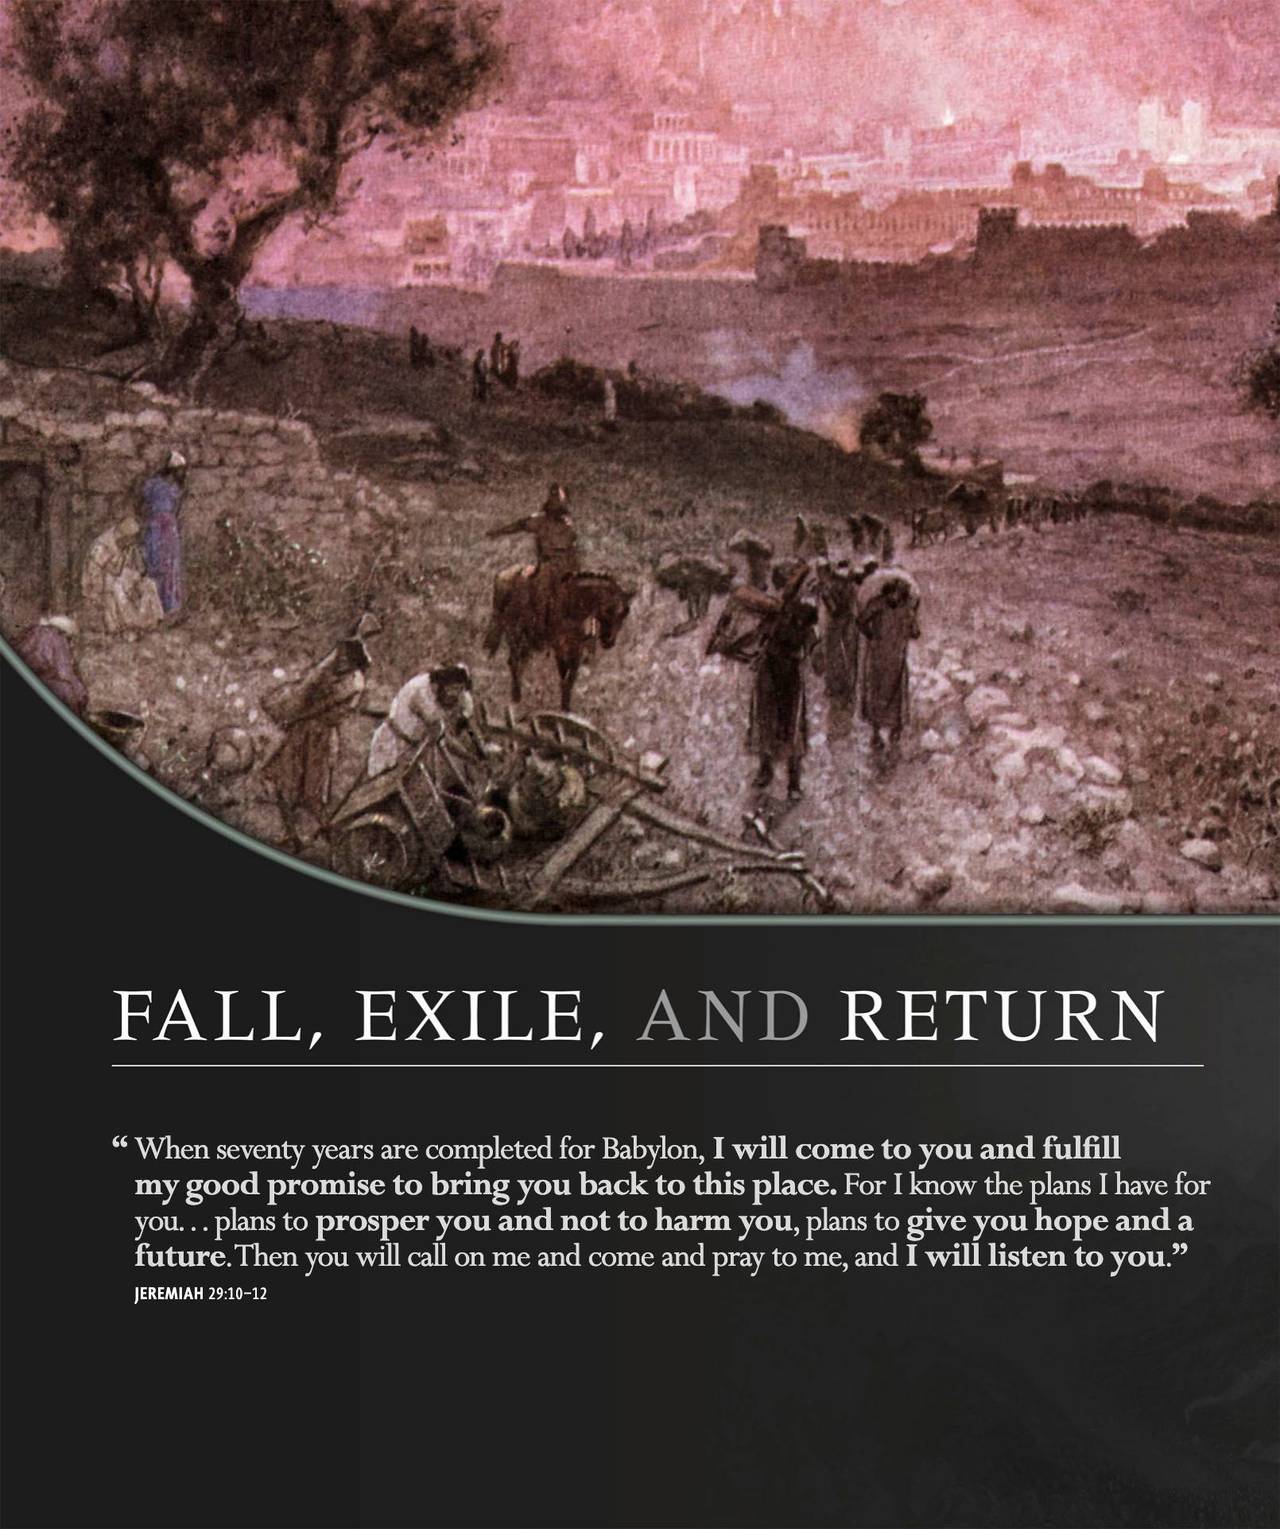 FALL, EXILE, AND RETURN
“ When seventy years are completed for Babylon, I will come to you and fulfill
my good promise to bring you back to this place. For I know the plans I have for
you… plans to prosper you and not to harm you, plans to give you hope and a
future. Then you will call on me and come and pray to me, and I will listen to you.”
JEREMIAH 29:10–12